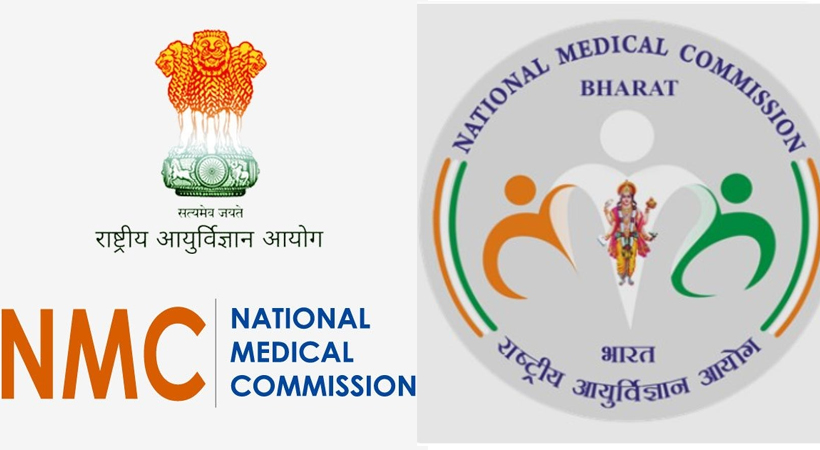 सत्यमेव जयते
राष्ट्रीय आयुर्विज्ञान आयोग
NMC
NATIONAL
MEDICAL
COMMISSION
NATIONAL MEDICAL COMMISSION
BHARAT
भारत
राष्ट्रीय आयुर्विज्ञान आयोग